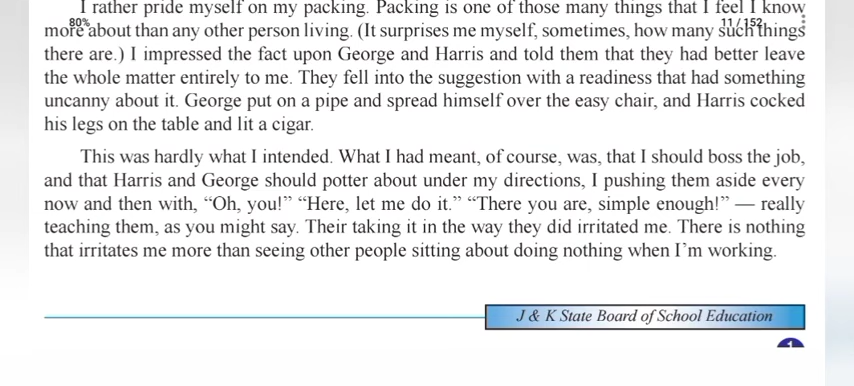 I rather pride myself on my packing. Packing is one of those many things that I feel I know
80%
11 / 152
more about than any other person living. (It surprises me myself, sometimes, how many such things
there are.) I impressed the fact upon George and Harris and told them that they had better leave
the whole matter entirely to me. They fell into the suggestion with a readiness that had something
uncanny about it. George put on a pipe and spread himself over the easy chair, and Harris cocked
his legs on the table and lit a cigar.
This was hardly what I intended. What I had meant, of course, was, that I should boss the job,
and that Harris and George should potter about under my directions, I pushing them aside every
now and then with, “Oh, you!” “Here, let me do it.” “There you are, simple enough!” — really
teaching them, as you might say. Their taking it in the way they did irritated me. There is nothing
that irritates me more than seeing other people sitting about doing nothing when I’m working.
J & K State Board of School Education
1